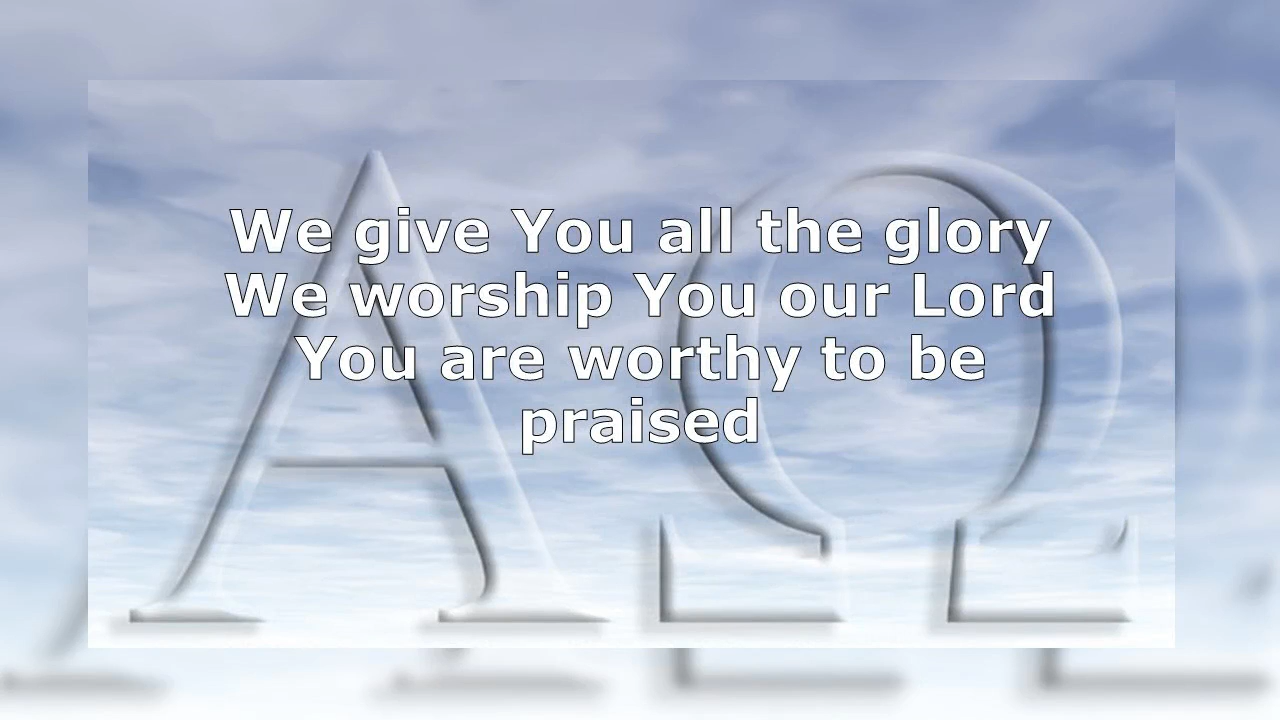 We give You all the glory
We worship You our Lord
You are worthy to be
praised
Α Ω